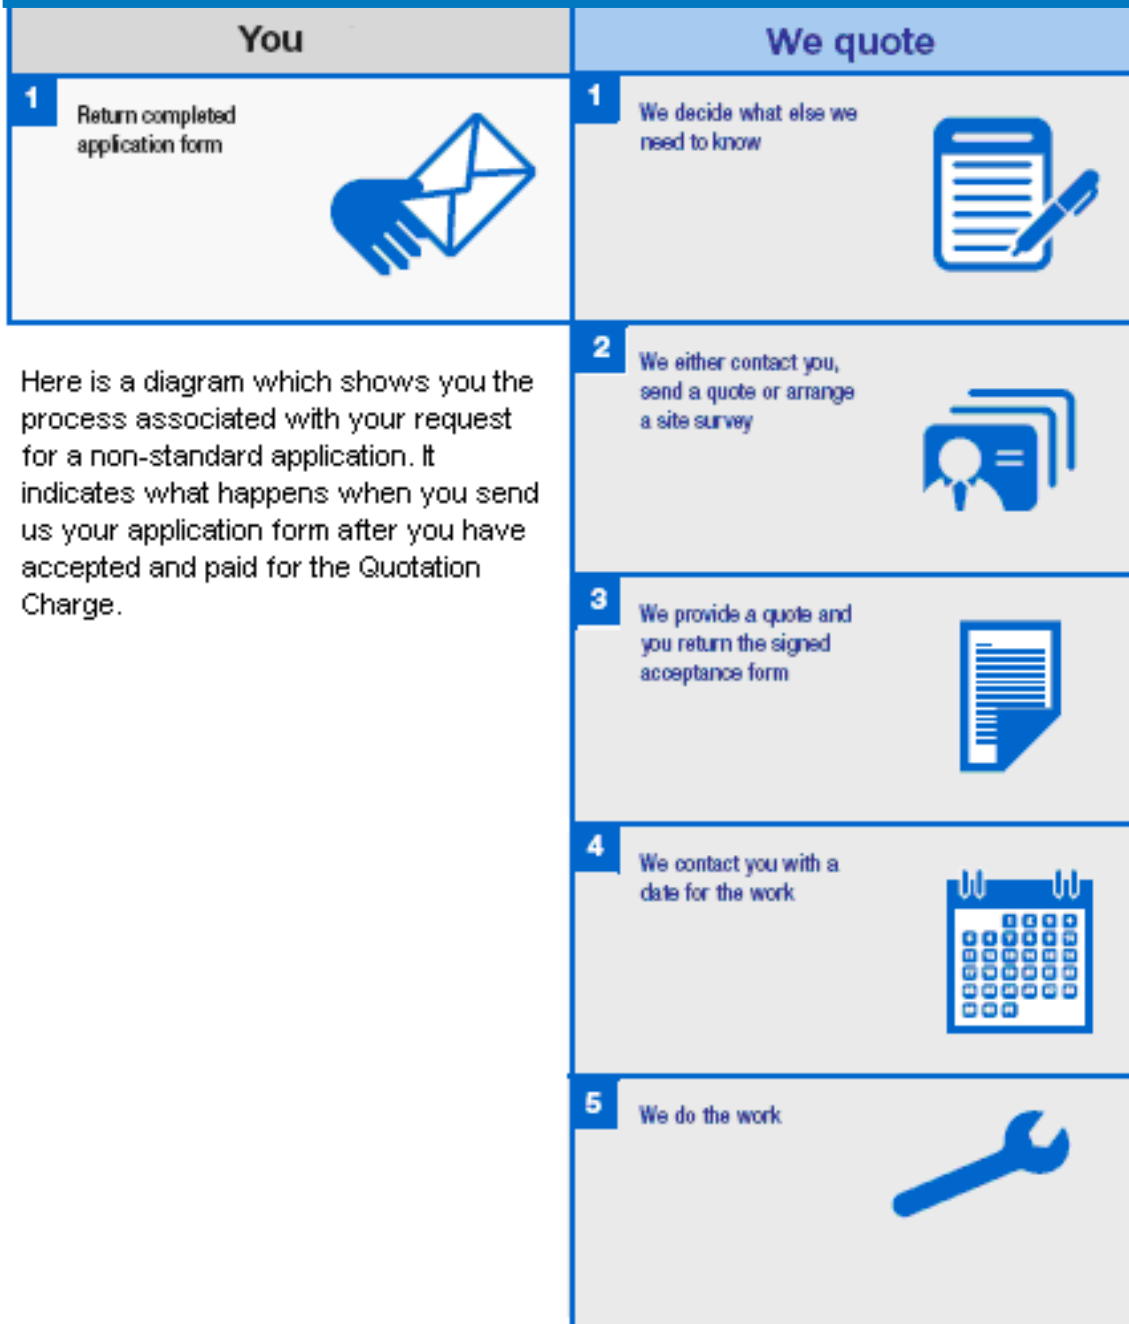 You
1
Return completed
application form
Here is a diagram which shows you the
process associated with your request
for a non-standard application. It
indicates what happens when you send
us your application form after you have
accepted and paid for the Quotation
Charge.
We quote
1
We decide what else we
need to know
2
We either contact you,
send a quote or arrange
a site survey
3
We provide a quote and
you return the signed
acceptance form
4
We contact you with a
date for the work
5
We do the work